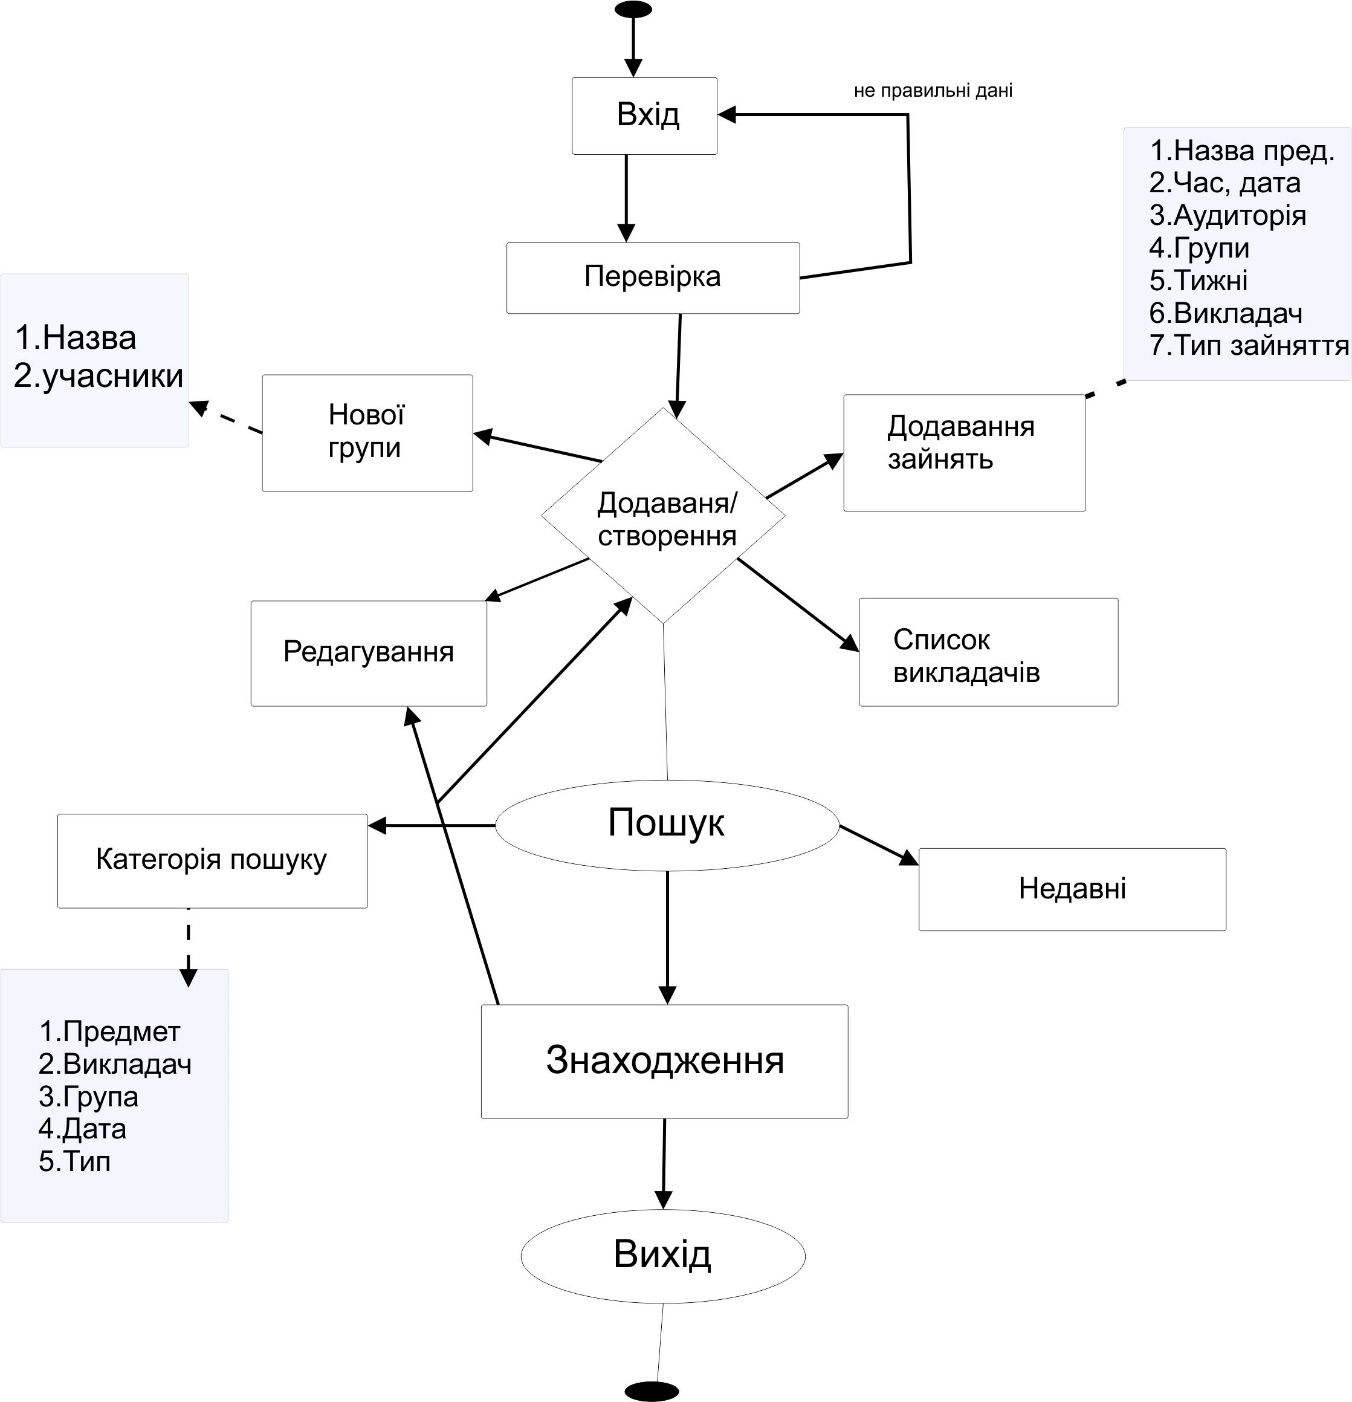 Вхід
не правильні дані
1.Назва пред.
2.Час, дата
3.Аудиторія
4.Групи
5.Тижні
6.Викладач
7.Тип зайняття
Перевірка
1.Назва
2.учасники
Нової
групи
Додавання
зайнять
Додаваня/
створення
Редагування
Список
викладачів
Пошук
Категорія пошуку
Недавні
1.Предмет
2.Викладач
3.Група
4.Дата
5.Тип
Знаходження
Вихід